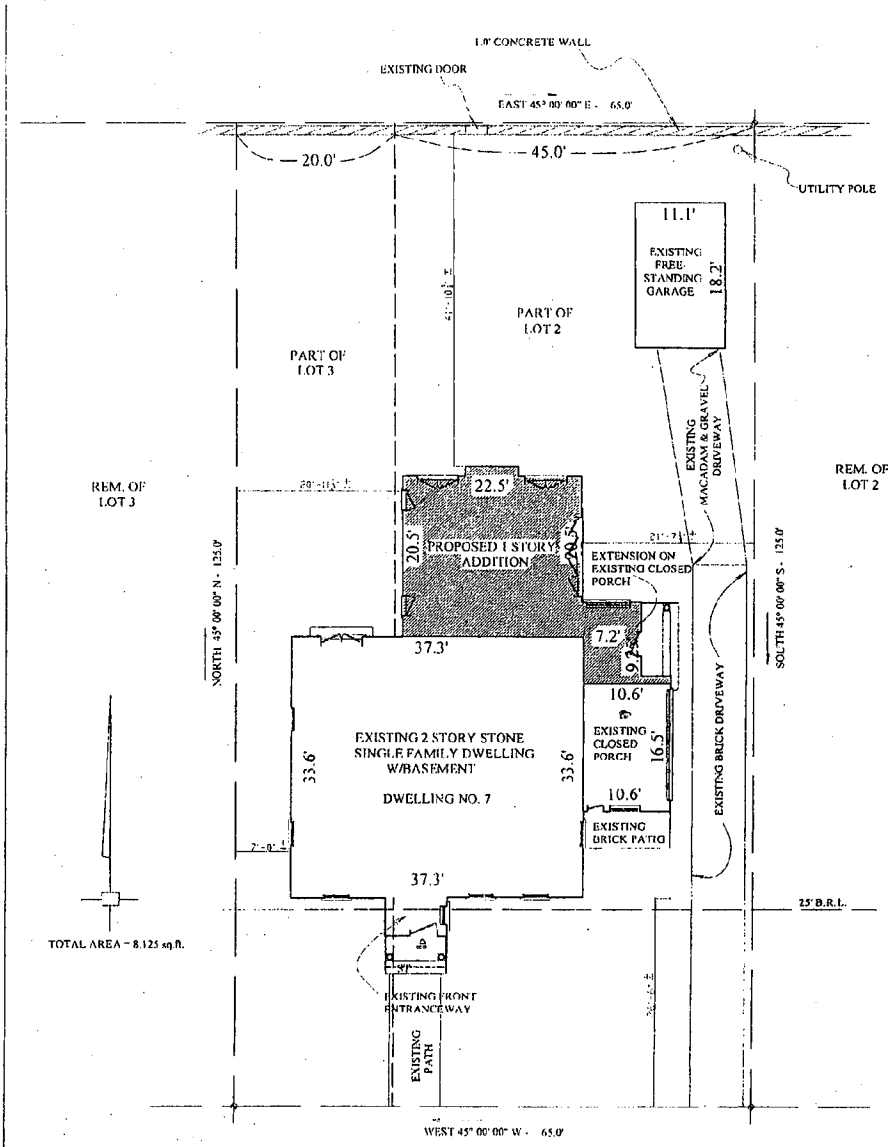 1.0' CONCRETE WALL
EXISTING DOOR
EAST 45° 00' 00" E - 65.0'
20.0'
45.0'
UTILITY POLE
11.1'
EXISTING
FREE-
STANDING
GARAGE
18.2'
PART OF
LOT 2
PART OF
LOT 3
EXISTING
MACADAM & GRAVEL
DRIVEWAY
REM. OF
LOT 3
REM. OF
LOT 2
22.5'
20.5'
PROPOSED 1 STORY
ADDITION
20.5'
EXTENSION ON
EXISTING CLOSED
PORCH
NORTH 45° 00' 00" N - 125.0'
SOUTH 45° 00' 00" S - 125.0'
7.2'
37.3'
10.6'
EXISTING
CLOSED
PORCH
16.5'
10.6'
EXISTING 2 STORY STONE
SINGLE FAMILY DWELLING
W/BASEMENT
DWELLING NO. 7
33.6'
33.6'
EXISTING BRICK DRIVEWAY
EXISTING
BRICK PATIO
37.3'
25' B.R.L.
TOTAL AREA = 8,125 sq.ft.
EXISTING FRONT
ENTRANCEWAY
EXISTING
PATH
WEST 45° 00' 00" W - 65.0'